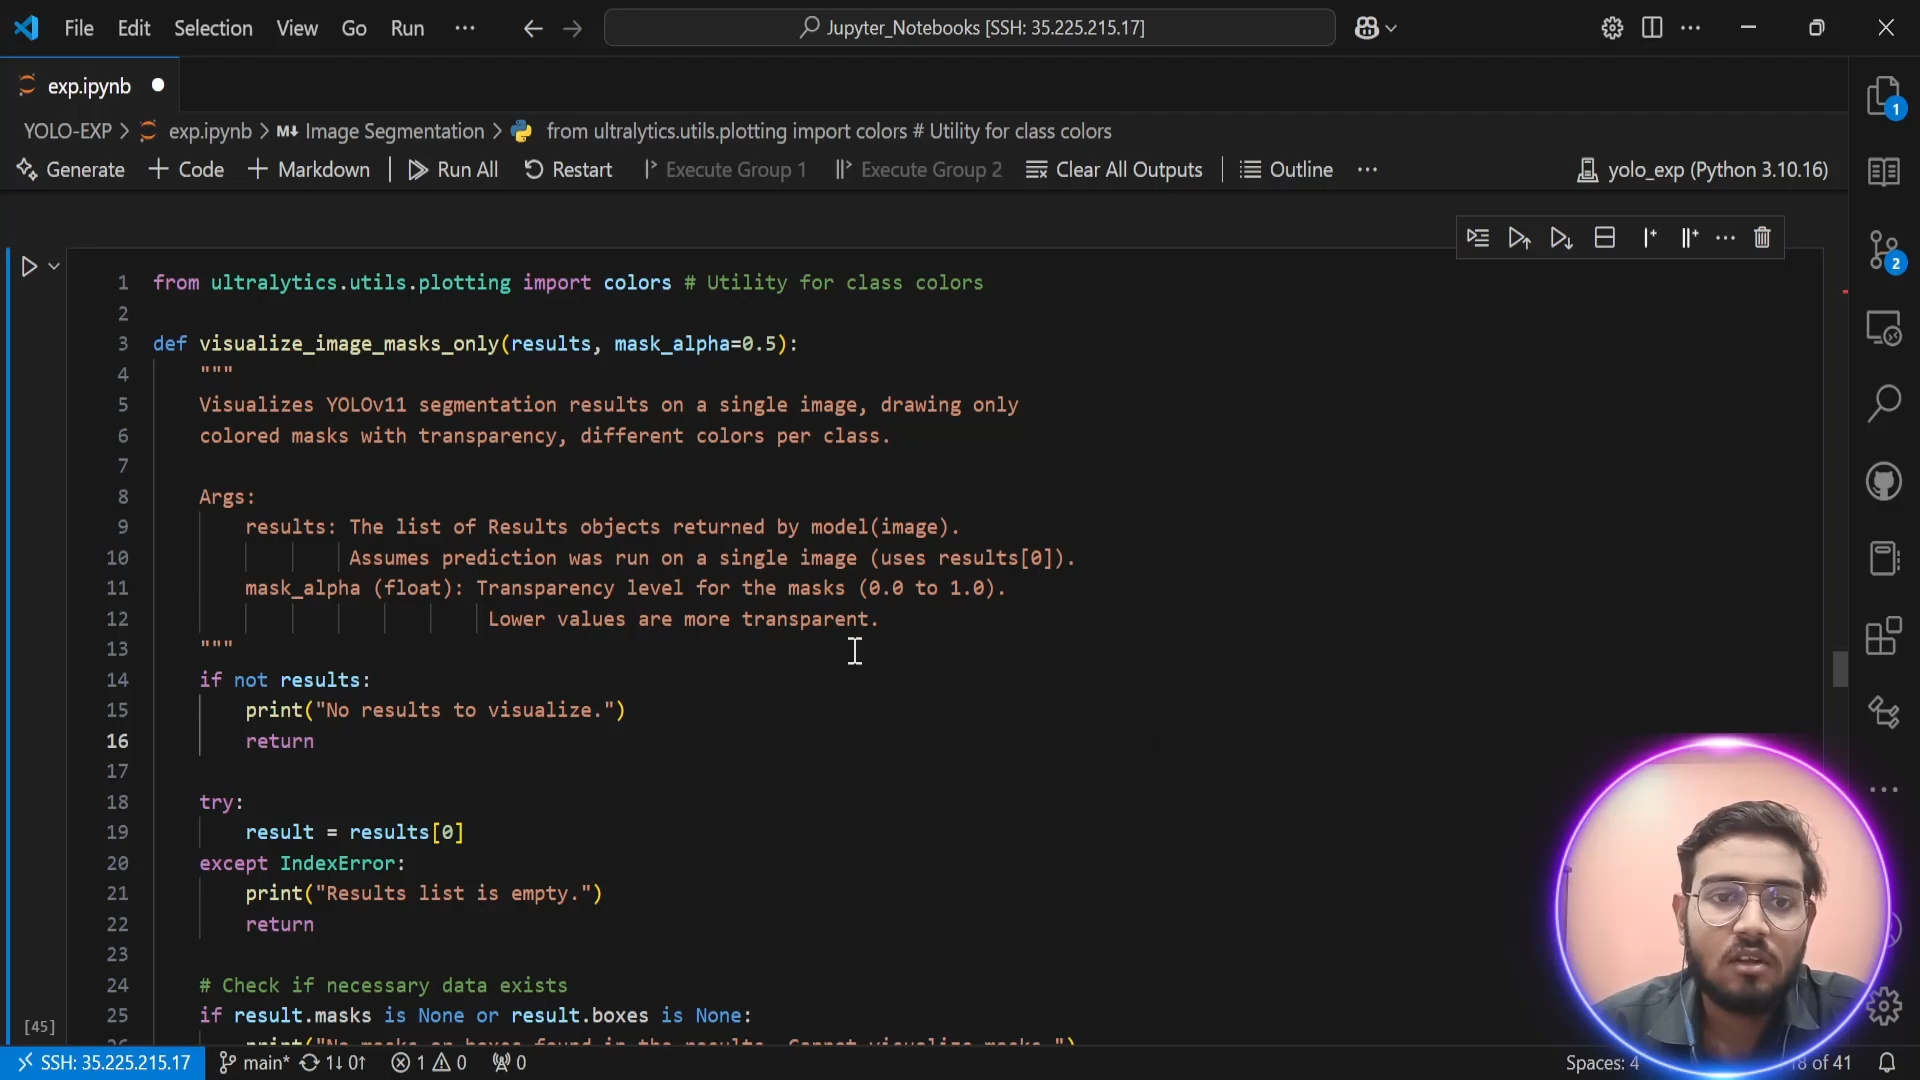 File Edit Selection View Go Run ··· Jupyter_Notebooks [SSH: 35.225.215.17]
exp.ipynb
YOLO-EXP > exp.ipynb > M↓ Image Segmentation > from ultralytics.utils.plotting import colors # Utility for class colors
Generate + Code + Markdown Run All Restart Execute Group 1 Execute Group 2 Clear All Outputs Outline ··· yolo_exp (Python 3.10.16)
1 from ultralytics.utils.plotting import colors # Utility for class colors
2
3 def visualize_image_masks_only(results, mask_alpha=0.5):
4 """
5 Visualizes YOLOv11 segmentation results on a single image, drawing only
6 colored masks with transparency, different colors per class.
7
8 Args:
9 results: The list of Results objects returned by model(image).
10 Assumes prediction was run on a single image (uses results[0]).
11 mask_alpha (float): Transparency level for the masks (0.0 to 1.0).
12 Lower values are more transparent.
13 """
14 if not results:
15 print("No results to visualize.")
16 return
17
18 try:
19 result = results[0]
20 except IndexError:
21 print("Results list is empty.")
22 return
23
24 # Check if necessary data exists
25 if result.masks is None or result.boxes is None:
[45]
1
2
SSH: 35.225.215.17 main* 1↓ 0↑ 1 0 0 Spaces: 4 of 41